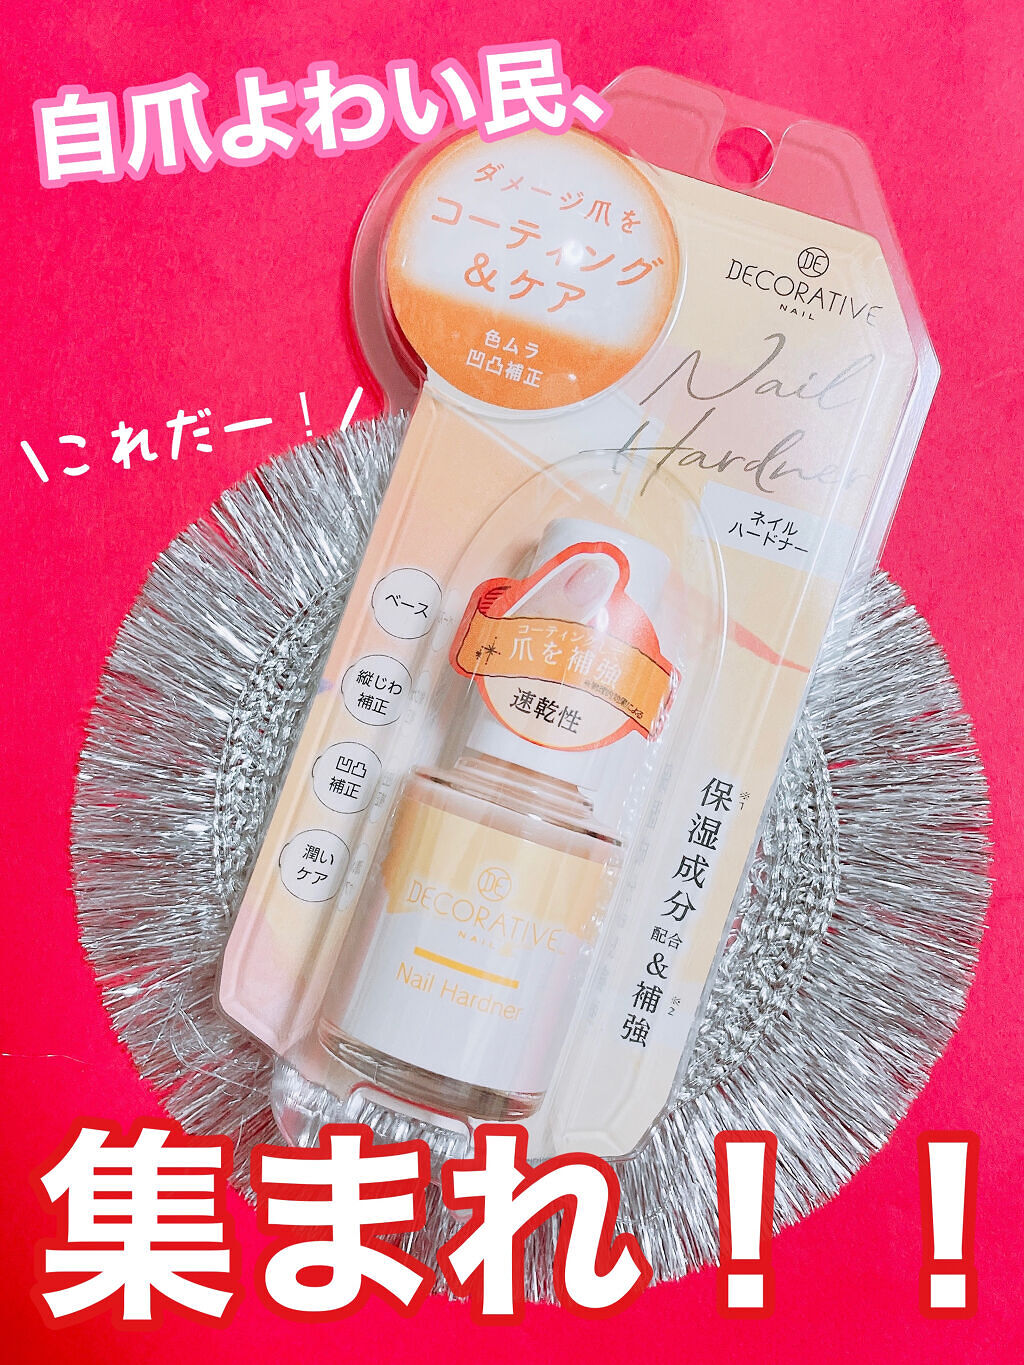 自爪よわい民、
ダメージ爪を
コーティング
&ケア
色ムラ
凹凸補正
DE
DECORATIVE
NAIL
Nail
Hardner
ネイル
ハードナー
\これだー！/
ベース
縦じわ
補正
凹凸
補正
潤い
ケア
コーティング
爪を補強
速乾性
※1
保湿成分
配合
&補強
※2
DE
DECORATIVE
NAIL
Nail Hardner
集まれ！！